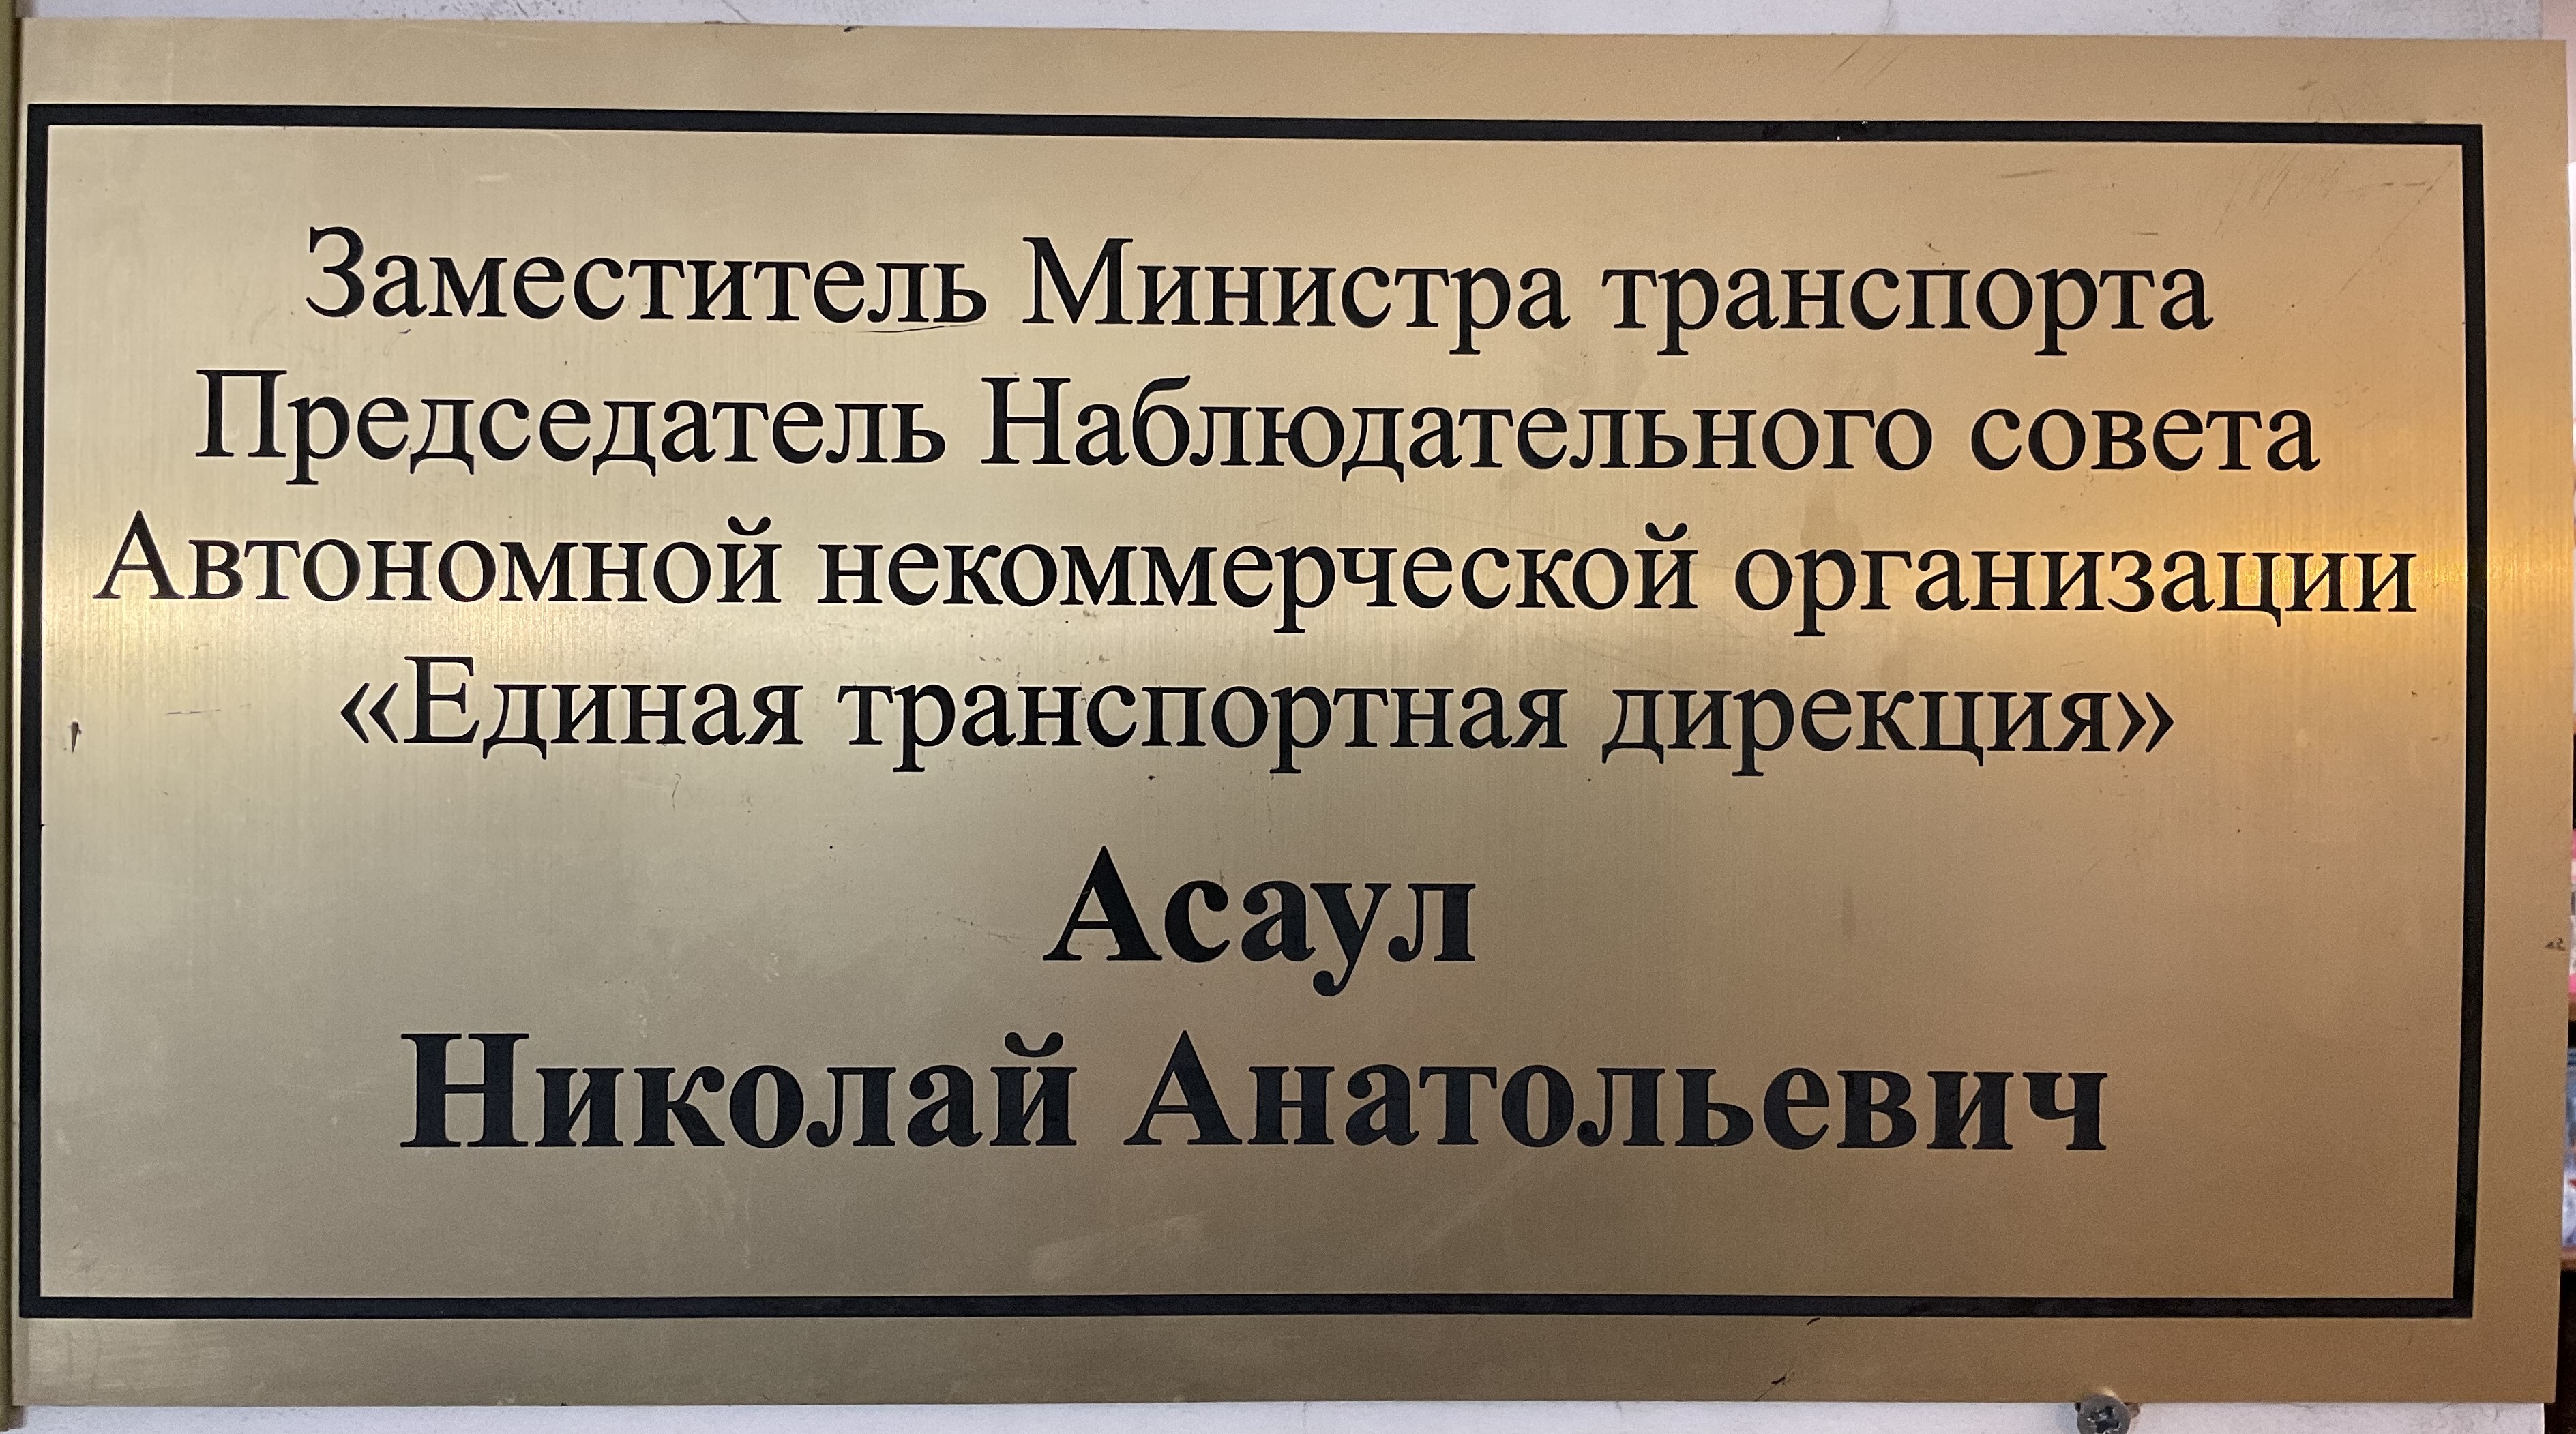 Заместитель Министра транспорта
Председатель Наблюдательного совета
Автономной некоммерческой организации
«Единая транспортная дирекция»
Асаул
Николай Анатольевич